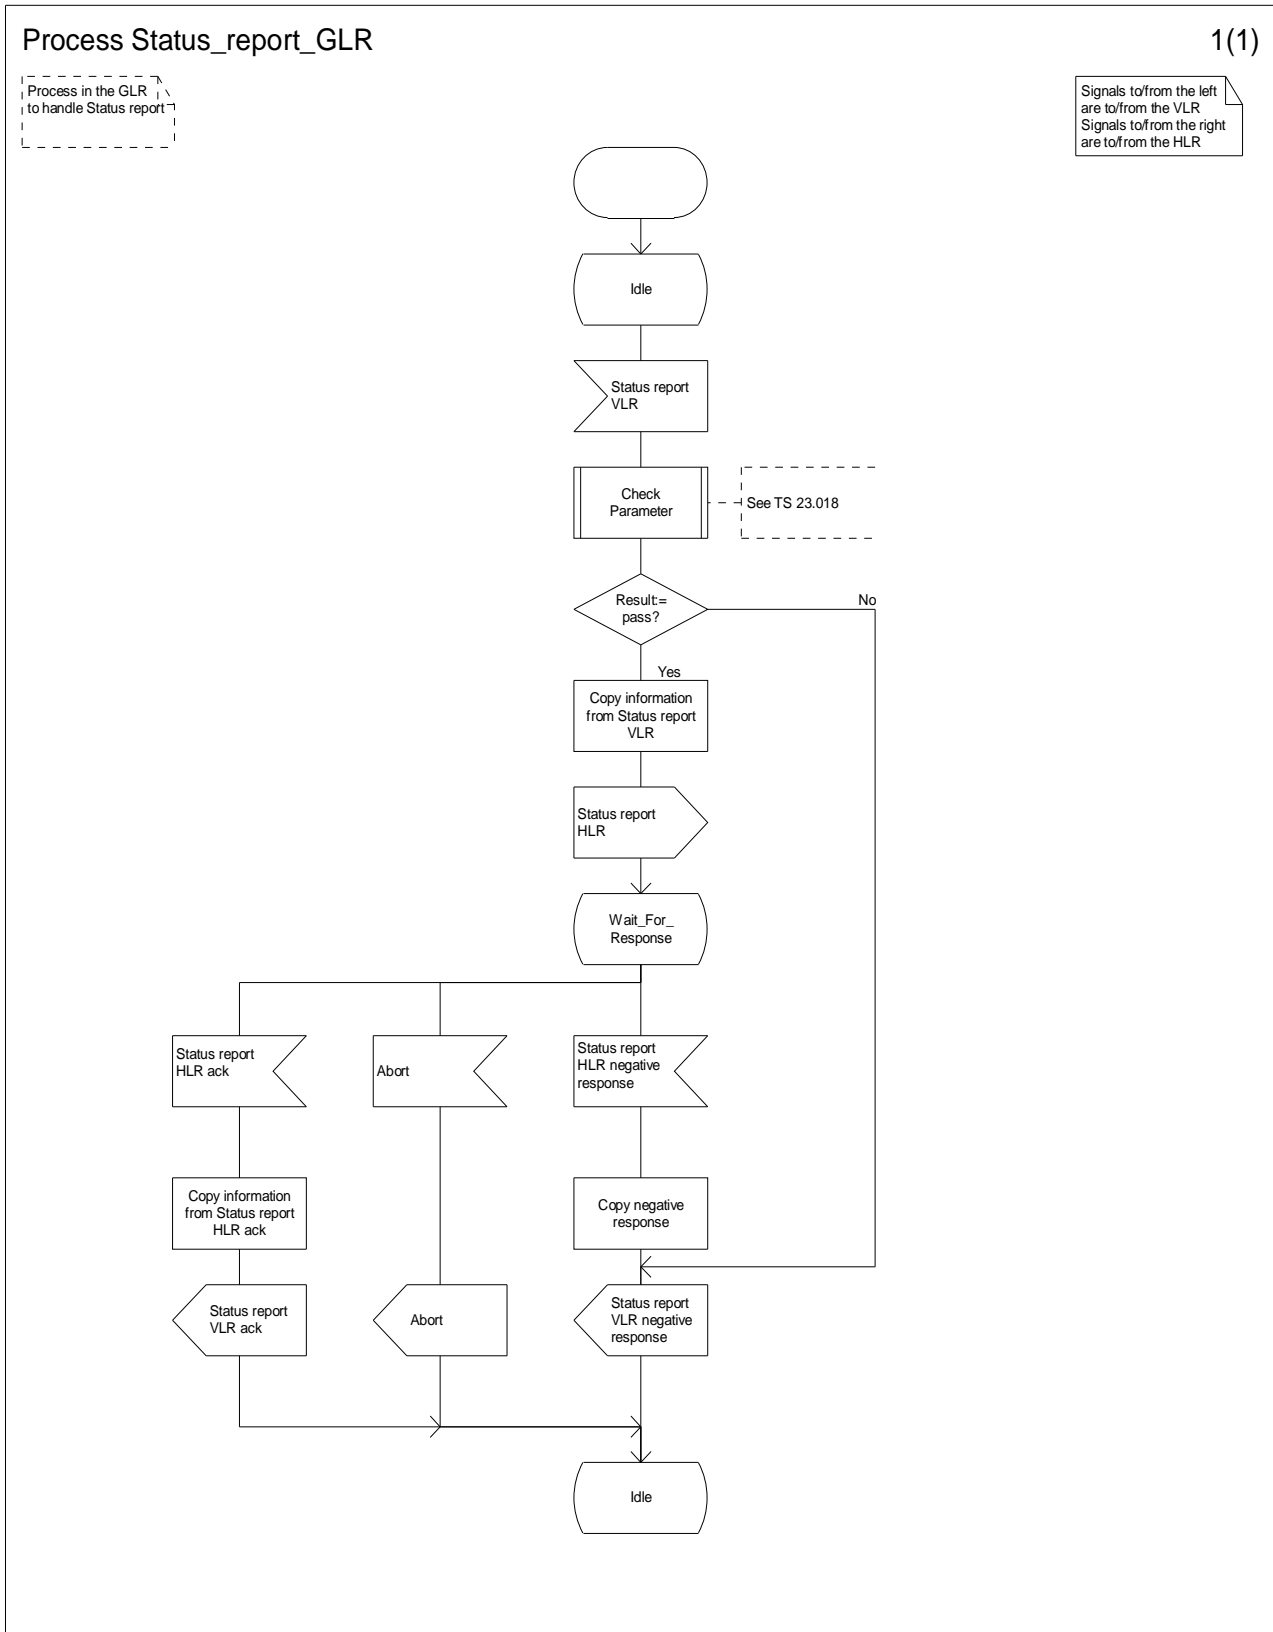 Process Status_report_GLR
1(1)
Process in the GLR
to handle Status report
Signals to/from the left
are to/from the VLR
Signals to/from the right
are to/from the HLR
Idle
Status report
VLR
Check
Parameter
See TS 23.018
Result:=
pass?
No
Yes
Copy information
from Status report
VLR
Status report
HLR
Wait_For_
Response
Status report
HLR ack
Abort
Status report
HLR negative
response
Copy information
from Status report
HLR ack
Copy negative
response
Status report
VLR ack
Abort
Status report
VLR negative
response
Idle